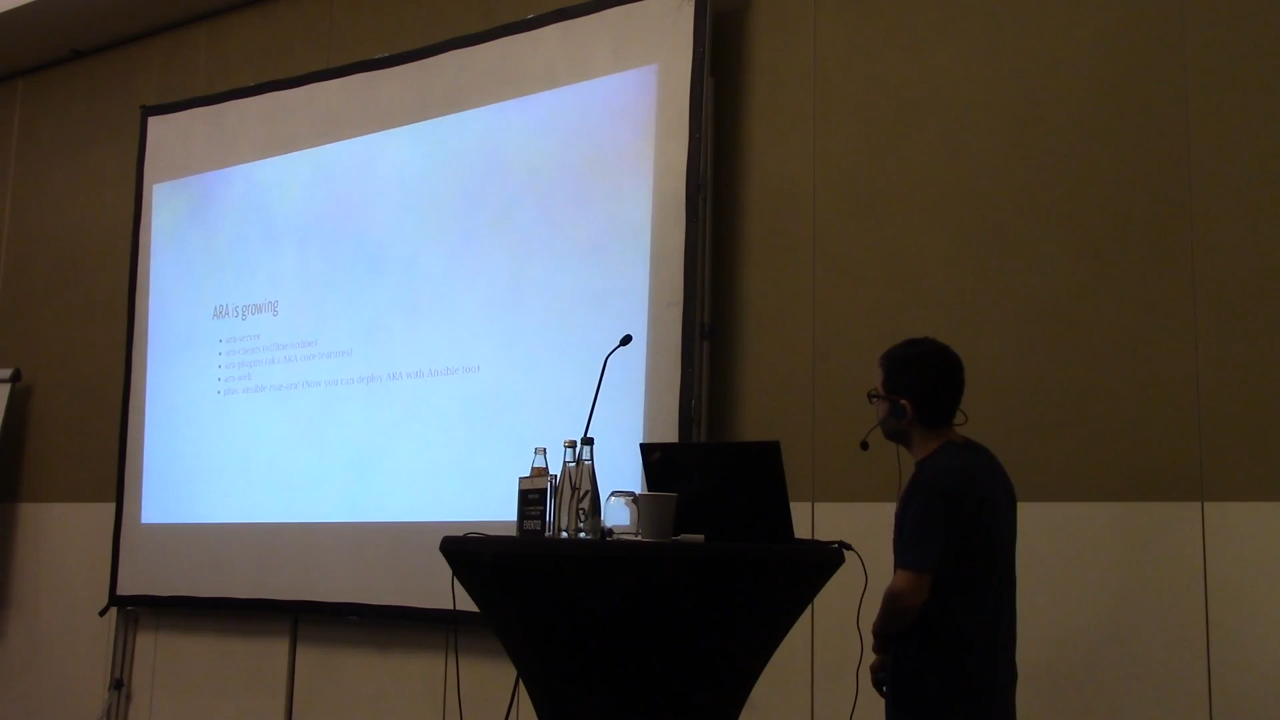 ARA is growing
ara-server
ara-clients (offline/online)
ara-plugins (aka ARA core features)
ara-web
plus: ansible-role-ara! (Now you can deploy ARA with Ansible too)
EVENTOZ